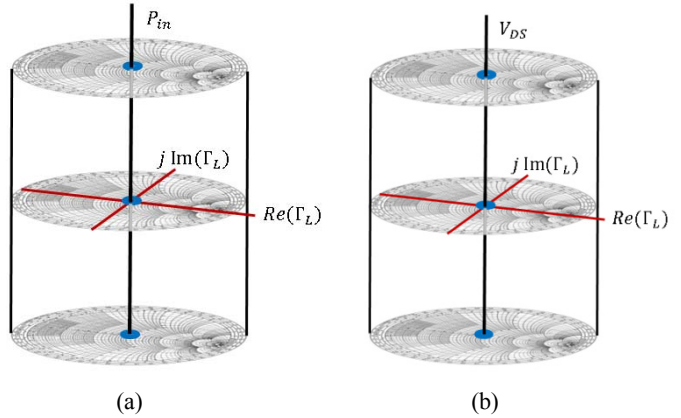 P_in
V_DS
j Im(Γ_L)
j Im(Γ_L)
Re(Γ_L)
Re(Γ_L)
(a)
(b)